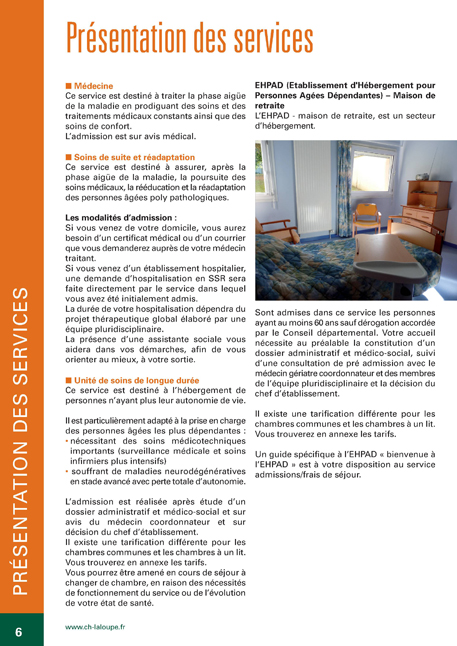 Présentation des services
■ Médecine
Ce service est destiné à traiter la phase aigüe
de la maladie en prodiguant des soins et des
traitements médicaux constants ainsi que des
soins de confort.
L'admission est sur avis médical.
■ Soins de suite et réadaptation
Ce service est destiné à assurer, après la
phase aigüe de la maladie, la poursuite des
soins médicaux, la rééducation et la réadaptation
des personnes âgées poly pathologiques.
Les modalités d'admission :
Si vous venez de votre domicile, vous aurez
besoin d'un certificat médical ou d'un courrier
que vous demanderez auprès de votre médecin
traitant.
Si vous venez d'un établissement hospitalier,
une demande d'hospitalisation en SSR sera
faite directement par le service dans lequel
vous avez été initialement admis.
La durée de votre hospitalisation dépendra du
projet thérapeutique global élaboré par une
équipe pluridisciplinaire.
La présence d'une assistante sociale vous
aidera dans vos démarches, afin de vous
orienter au mieux, à votre sortie.
■ Unité de soins de longue durée
Ce service est destiné à l'hébergement de
personnes n'ayant plus leur autonomie de vie.
Il est particulièrement adapté à la prise en charge
des personnes âgées les plus dépendantes :
• nécessitant des soins médicotechniques
importants (surveillance médicale et soins
infirmiers plus intensifs)
• souffrant de maladies neurodégénératives
en stade avancé avec perte totale d'autonomie.
L'admission est réalisée après étude d'un
dossier administratif et médico-social et sur
avis du médecin coordonnateur et sur
décision du chef d'établissement.
Il existe une tarification différente pour les
chambres communes et les chambres à un lit.
Vous trouverez en annexe les tarifs.
Vous pourrez être amené en cours de séjour à
changer de chambre, en raison des nécessités
de fonctionnement du service ou de l'évolution
de votre état de santé.
EHPAD (Etablissement d'Hébergement pour
Personnes Agées Dépendantes) – Maison de
retraite
L'EHPAD - maison de retraite, est un secteur
d'hébergement.
Sont admises dans ce service les personnes
ayant au moins 60 ans sauf dérogation accordée
par le Conseil départemental. Votre accueil
nécessite au préalable la constitution d'un
dossier administratif et médico-social, suivi
d'une consultation de pré admission avec le
médecin gériatre coordonnateur et des membres
de l'équipe pluridisciplinaire et la décision du
chef d'établissement.
Il existe une tarification différente pour les
chambres communes et les chambres à un lit.
Vous trouverez en annexe les tarifs.
Un guide spécifique à l'EHPAD « bienvenue à
l'EHPAD » est à votre disposition au service
admissions/frais de séjour.
PRÉSENTATION DES SERVICES
6
www.ch-laloupe.fr